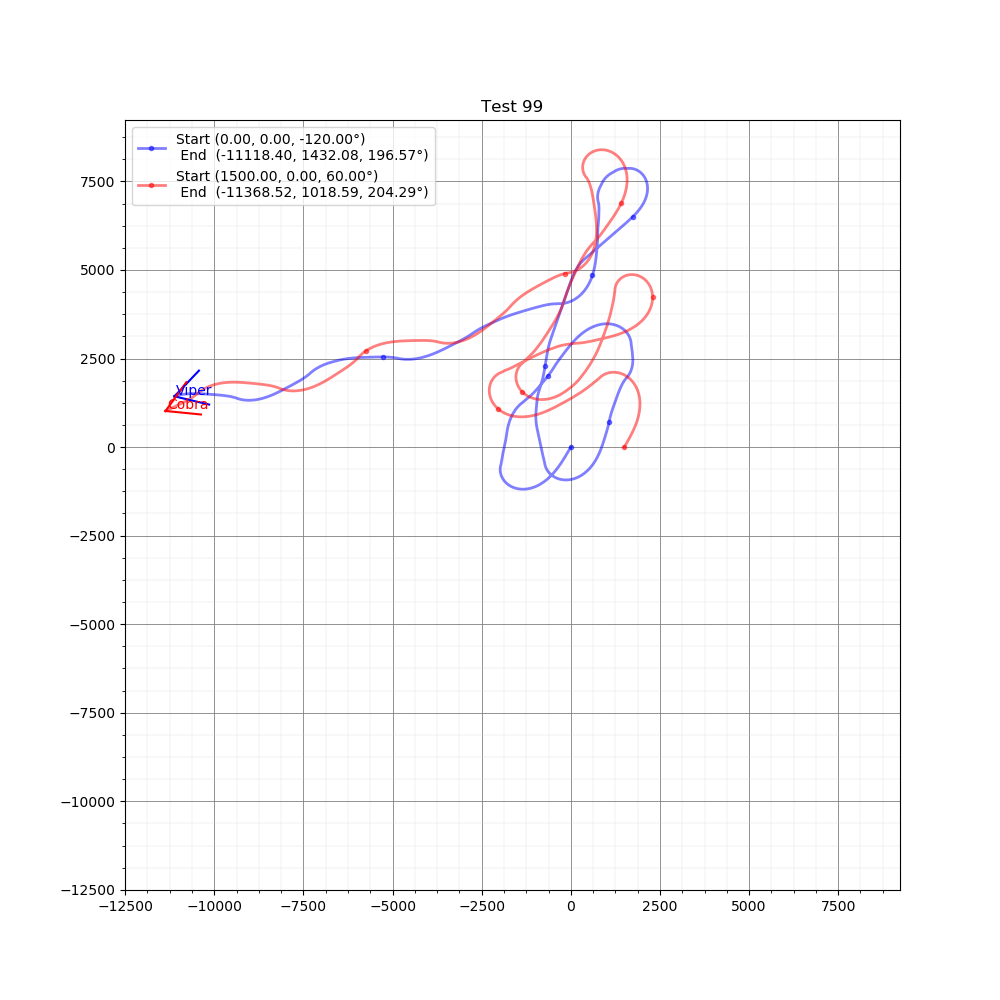 Test 99
Start (0.00, 0.00, -120.00°)
End  (-11118.40, 1432.08, 196.57°)
Start (1500.00, 0.00, 60.00°)
End  (-11368.52, 1018.59, 204.29°)
7500
5000
2500
0
−2500
−5000
−7500
−10000
−12500
Viper
Cobra
−12500 −10000 −7500 −5000 −2500 0 2500 5000 7500